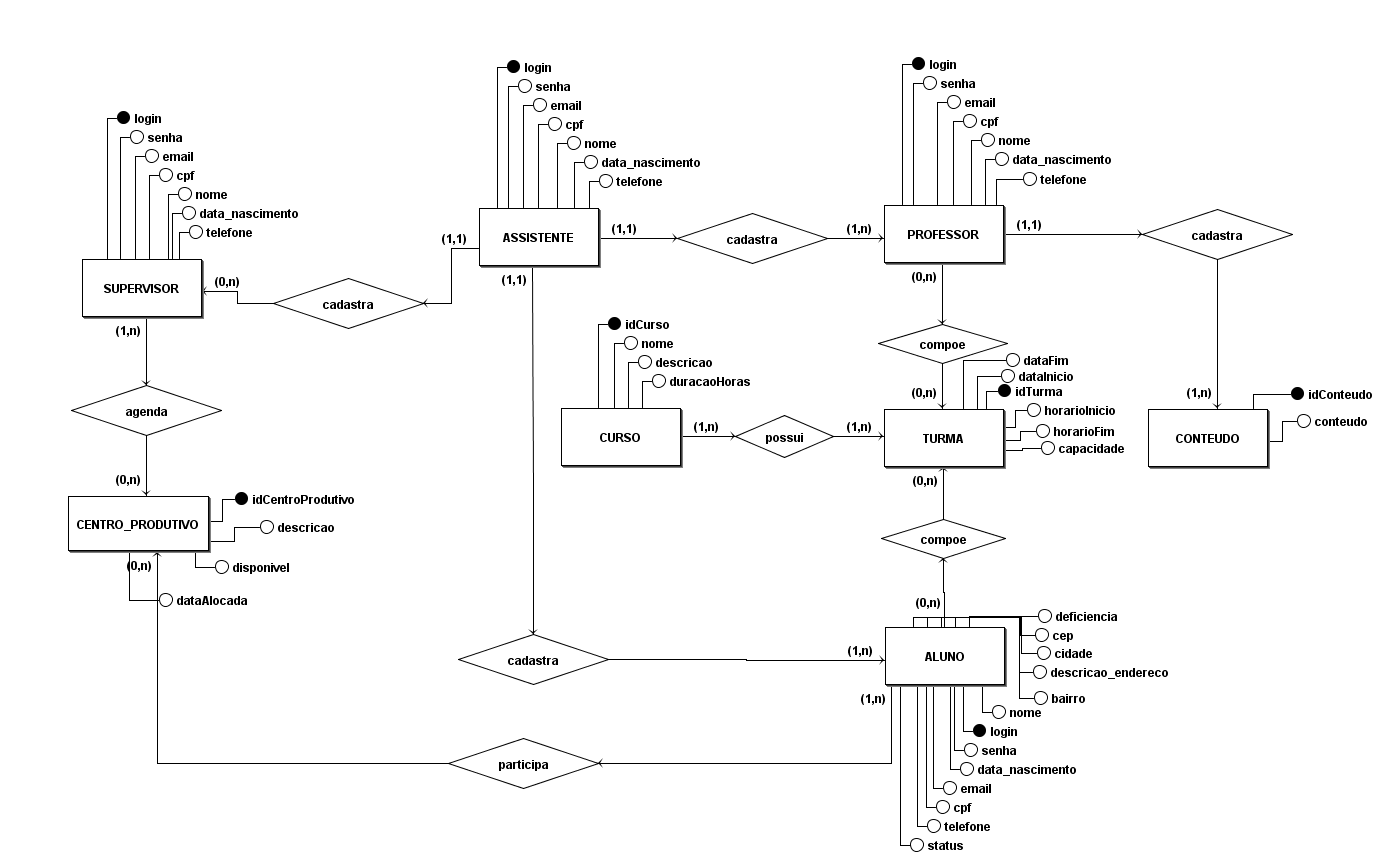 login
senha
email
cpf
nome
data_nascimento
telefone
SUPERVISOR
login
senha
email
cpf
nome
data_nascimento
telefone
ASSISTENTE
login
senha
email
cpf
nome
data_nascimento
telefone
PROFESSOR
(1,1)
cadastra
(0,n)
(1,1)
cadastra
(1,n)
(1,1)
cadastra
(1,n)
(1,1)
(0,n)
compoe
(0,n)
idCurso
nome
descricao
duracaoHoras
CURSO
(1,n)
possui
(1,n)
dataFim
dataInicio
idTurma
horarioInicio
horarioFim
capacidade
TURMA
idConteudo
conteudo
CONTEUDO
(1,n)
agenda
(0,n)
CENTRO_PRODUTIVO
idCentroProdutivo
descricao
disponivel
dataAlocada
(0,n)
(0,n)
compoe
(0,n)
cadastra
(1,n)
ALUNO
deficiencia
cep
cidade
descricao_endereco
bairro
nome
login
senha
data_nascimento
email
cpf
telefone
status
(1,n)
participa